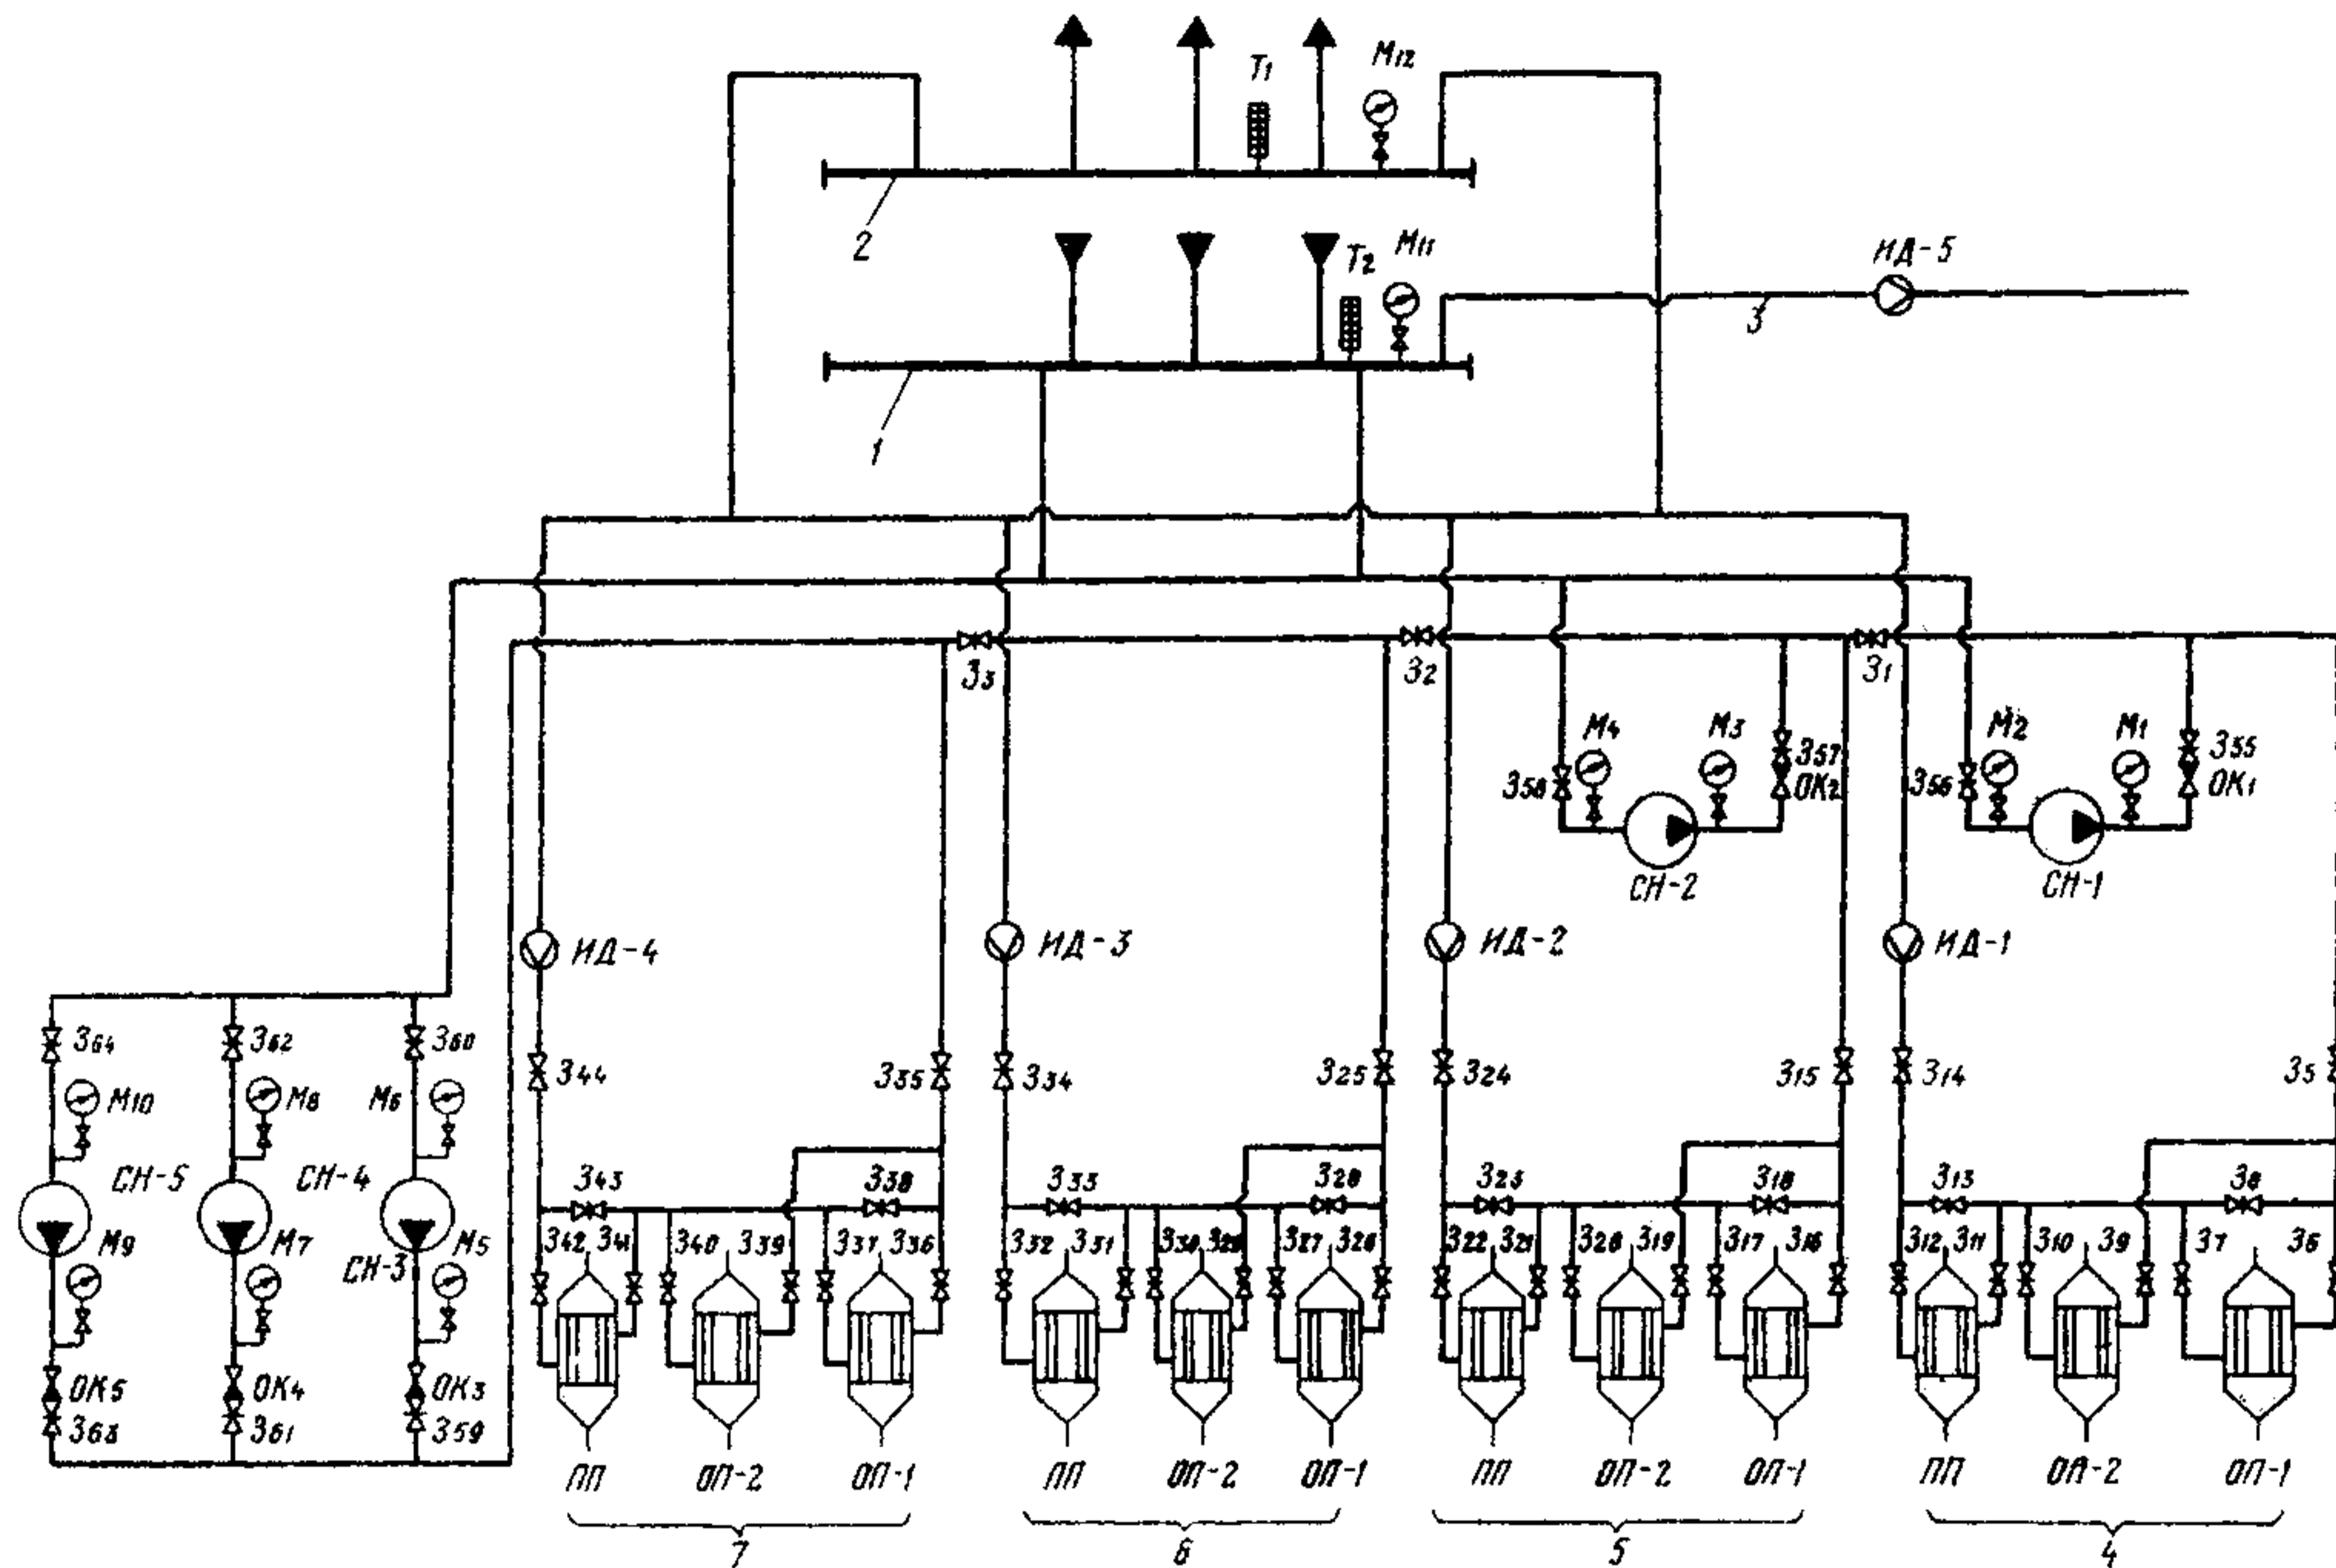 Т1 М12
2
Т2 М11 ИД-5
3
1
З3 З2 З1
М4 М3 З57 М2 М1 З55
З58 ОК2 З56 ОК1
СН-2 СН-1
ИД-4 ИД-3 ИД-2 ИД-1
З64 З62 З60
З44 З35 З34 З25 З24 З15 З14 З5
М10 М8 М6
СН-5 СН-4 З43 З38 З33 З28 З23 З18 З13 З8
М9 М7 СН-3 М5
З42 З41 З40 З39 З37 З36 З32 З31 З30 З29 З27 З26 З22 З21 З20 З19 З17 З16 З12 З11 З10 З9 З7 З6
ОК5 ОК4 ОК3
З63 З61 З59
ПП ОП-2 ОП-1 ПП ОП-2 ОП-1 ПП ОП-2 ОП-1 ПП ОП-2 ОП-1
7 6 5 4